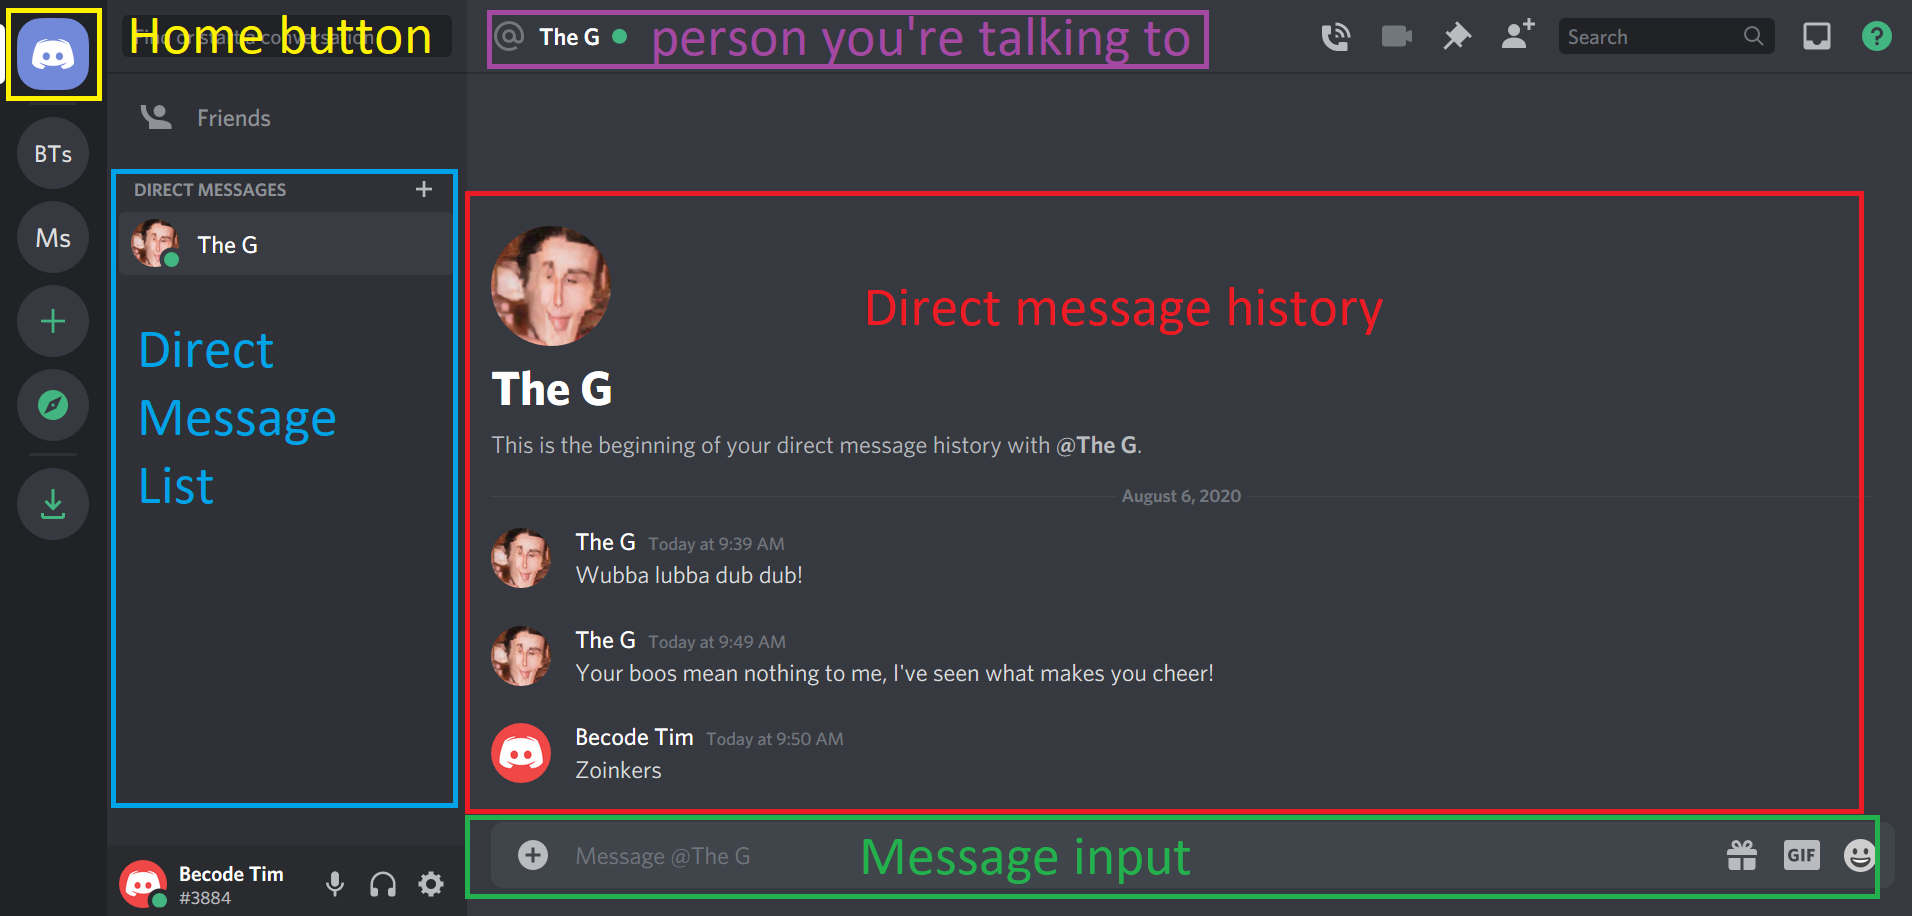 Home button
Find or start a conversation
The G
person you're talking to
Search
?
BTs
Ms
Friends
DIRECT MESSAGES
The G
Direct
Message
List
Direct message history
The G
This is the beginning of your direct message history with @The G.
August 6, 2020
The G Today at 9:39 AM
Wubba lubba dub dub!
The G Today at 9:49 AM
Your boos mean nothing to me, I've seen what makes you cheer!
Becode Tim Today at 9:50 AM
Zoinkers
Message @The G
Message input
GIF
Becode Tim
#3884